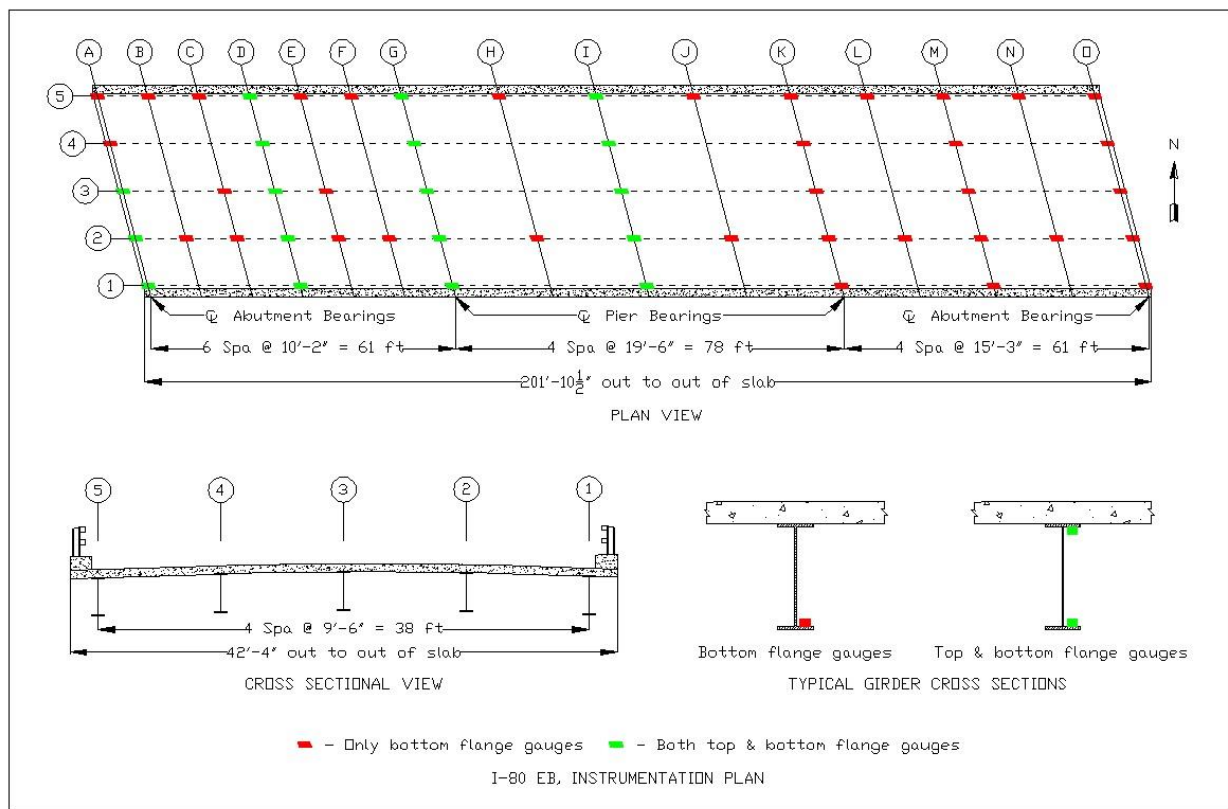 A B C D E F G H I J K L M N O
5
4
N
3
2
1
℄ Abutment Bearings ℄ Pier Bearings ℄ Abutment Bearings
6 Spa @ 10'-2" = 61 ft 4 Spa @ 19'-6" = 78 ft 4 Spa @ 15'-3" = 61 ft
201'-10 1/2" out to out of slab
PLAN VIEW
5 4 3 2 1
4 Spa @ 9'-6" = 38 ft
42'-4" out to out of slab
CROSS SECTIONAL VIEW
Bottom flange gauges Top & bottom flange gauges
TYPICAL GIRDER CROSS SECTIONS
- Only bottom flange gauges - Both top & bottom flange gauges
I-80 EB, INSTRUMENTATION PLAN